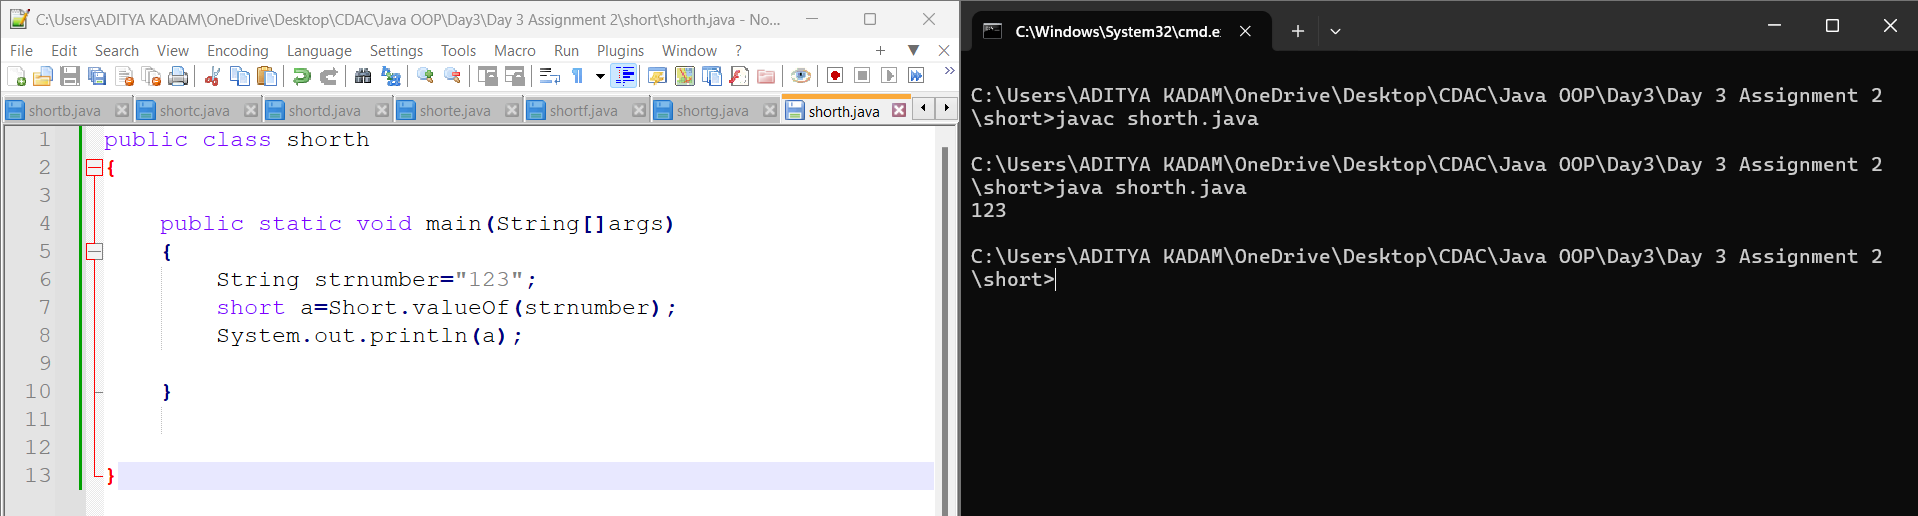 C:\Users\ADITYA KADAM\OneDrive\Desktop\CDAC\Java OOP\Day3\Day 3 Assignment 2\short\shorth.java - No...
File Edit Search View Encoding Language Settings Tools Macro Run Plugins Window ?
shortb.java shortc.java shortd.java shorte.java shortf.java shortg.java shorth.java
1 public class shorth
2 {
3
4 public static void main(String[]args)
5 {
6 String strnumber="123";
7 short a=Short.valueOf(strnumber);
8 System.out.println(a);
9
10 }
11
12
13 }
C:\Windows\System32\cmd.e
C:\Users\ADITYA KADAM\OneDrive\Desktop\CDAC\Java OOP\Day3\Day 3 Assignment 2
\short>javac shorth.java
C:\Users\ADITYA KADAM\OneDrive\Desktop\CDAC\Java OOP\Day3\Day 3 Assignment 2
\short>java shorth.java
123
C:\Users\ADITYA KADAM\OneDrive\Desktop\CDAC\Java OOP\Day3\Day 3 Assignment 2
\short>